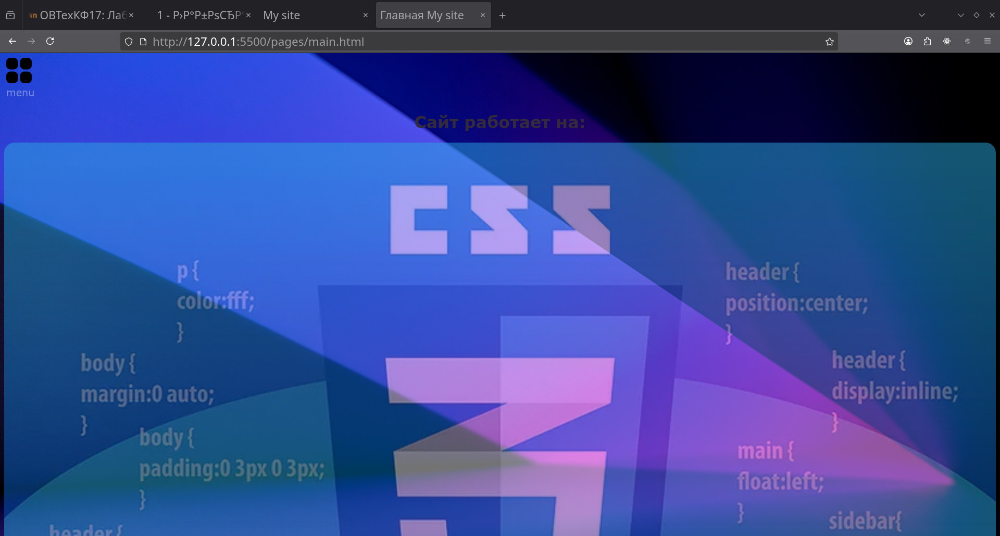 ОВТехКФ17: Лаб
1 - Р›Р°Р±РѕСЂР°
My site
Главная My site
http://127.0.0.1:5500/pages/main.html
menu
Сайт работает на:
CSS
p {
color:fff;
}
body {
margin:0 auto;
}
body {
padding:0 3px 0 3px;
}
header {
header {
position:center;
}
header {
display:inline;
}
main {
float:left;
}
sidebar{